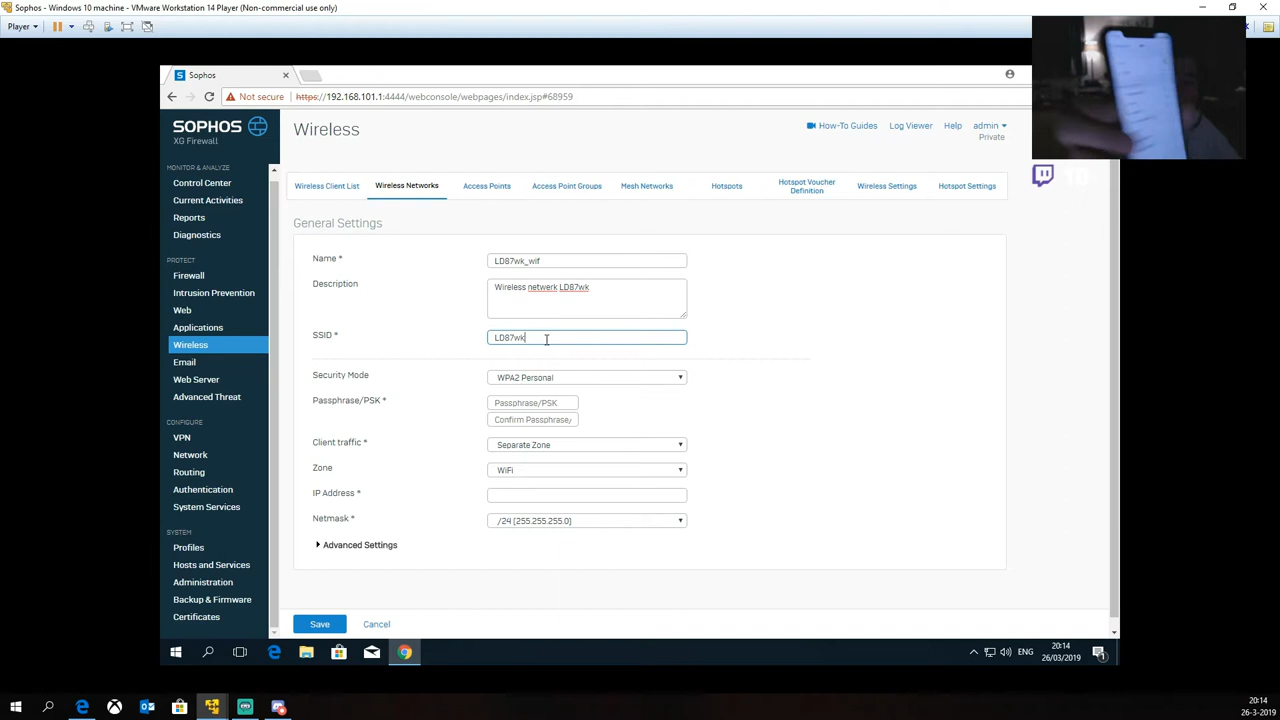 Sophos - Windows 10 machine - VMware Workstation 14 Player (Non-commercial use only)
Player
Sophos
Not secure
https://192.168.101.1:4444/webconsole/webpages/index.jsp#68959
SOPHOS
XG Firewall
Wireless
How-To Guides
Log Viewer
Help
admin
Private
MONITOR & ANALYZE
Control Center
Current Activities
Reports
Diagnostics
PROTECT
Firewall
Intrusion Prevention
Web
Applications
Wireless
Email
Web Server
Advanced Threat
CONFIGURE
VPN
Network
Routing
Authentication
System Services
SYSTEM
Profiles
Hosts and Services
Administration
Backup & Firmware
Certificates
Wireless Client List
Wireless Networks
Access Points
Access Point Groups
Mesh Networks
Hotspots
Hotspot Voucher
Definition
Wireless Settings
Hotspot Settings
10
General Settings
Name *
LD87wk_wif
Description
Wireless netwerk LD87wk
SSID *
LD87wk
Security Mode
WPA2 Personal
Passphrase/PSK *
Passphrase/PSK
Confirm Passphrase/
Client traffic *
Separate Zone
Zone
WiFi
IP Address *
Netmask *
/24 (255.255.255.0)
Advanced Settings
Save
Cancel
ENG
20:14
26/03/2019
20:14
26-3-2019